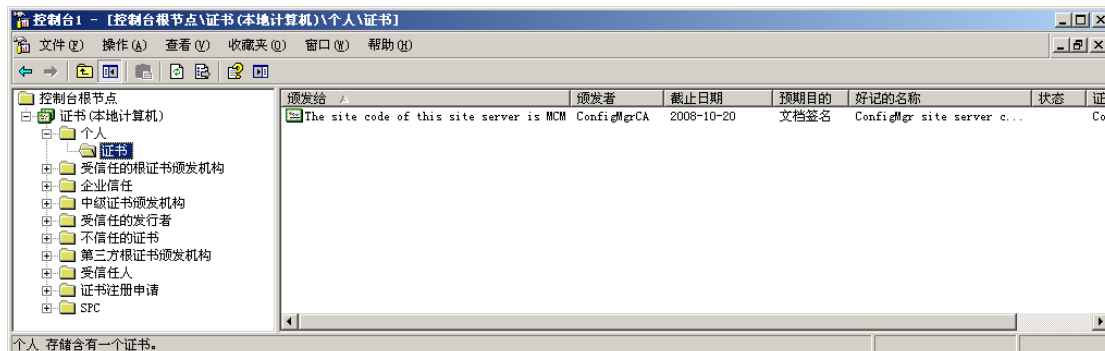 控制台1 - [控制台根节点\证书(本地计算机)\个人\证书]
文件(F) 操作(A) 查看(V) 收藏夹(O) 窗口(W) 帮助(H)
控制台根节点
证书(本地计算机)
个人
证书
受信任的根证书颁发机构
企业信任
中级证书颁发机构
受信任的发行者
不信任的证书
第三方根证书颁发机构
受信任人
证书注册申请
SPC
颁发给 颁发者 截止日期 预期目的 好记的名称 状态 证
The site code of this site server is MCM ConfigMgrCA 2008-10-20 文档签名 ConfigMgr site server c... Co
个人 存储含有一个证书。